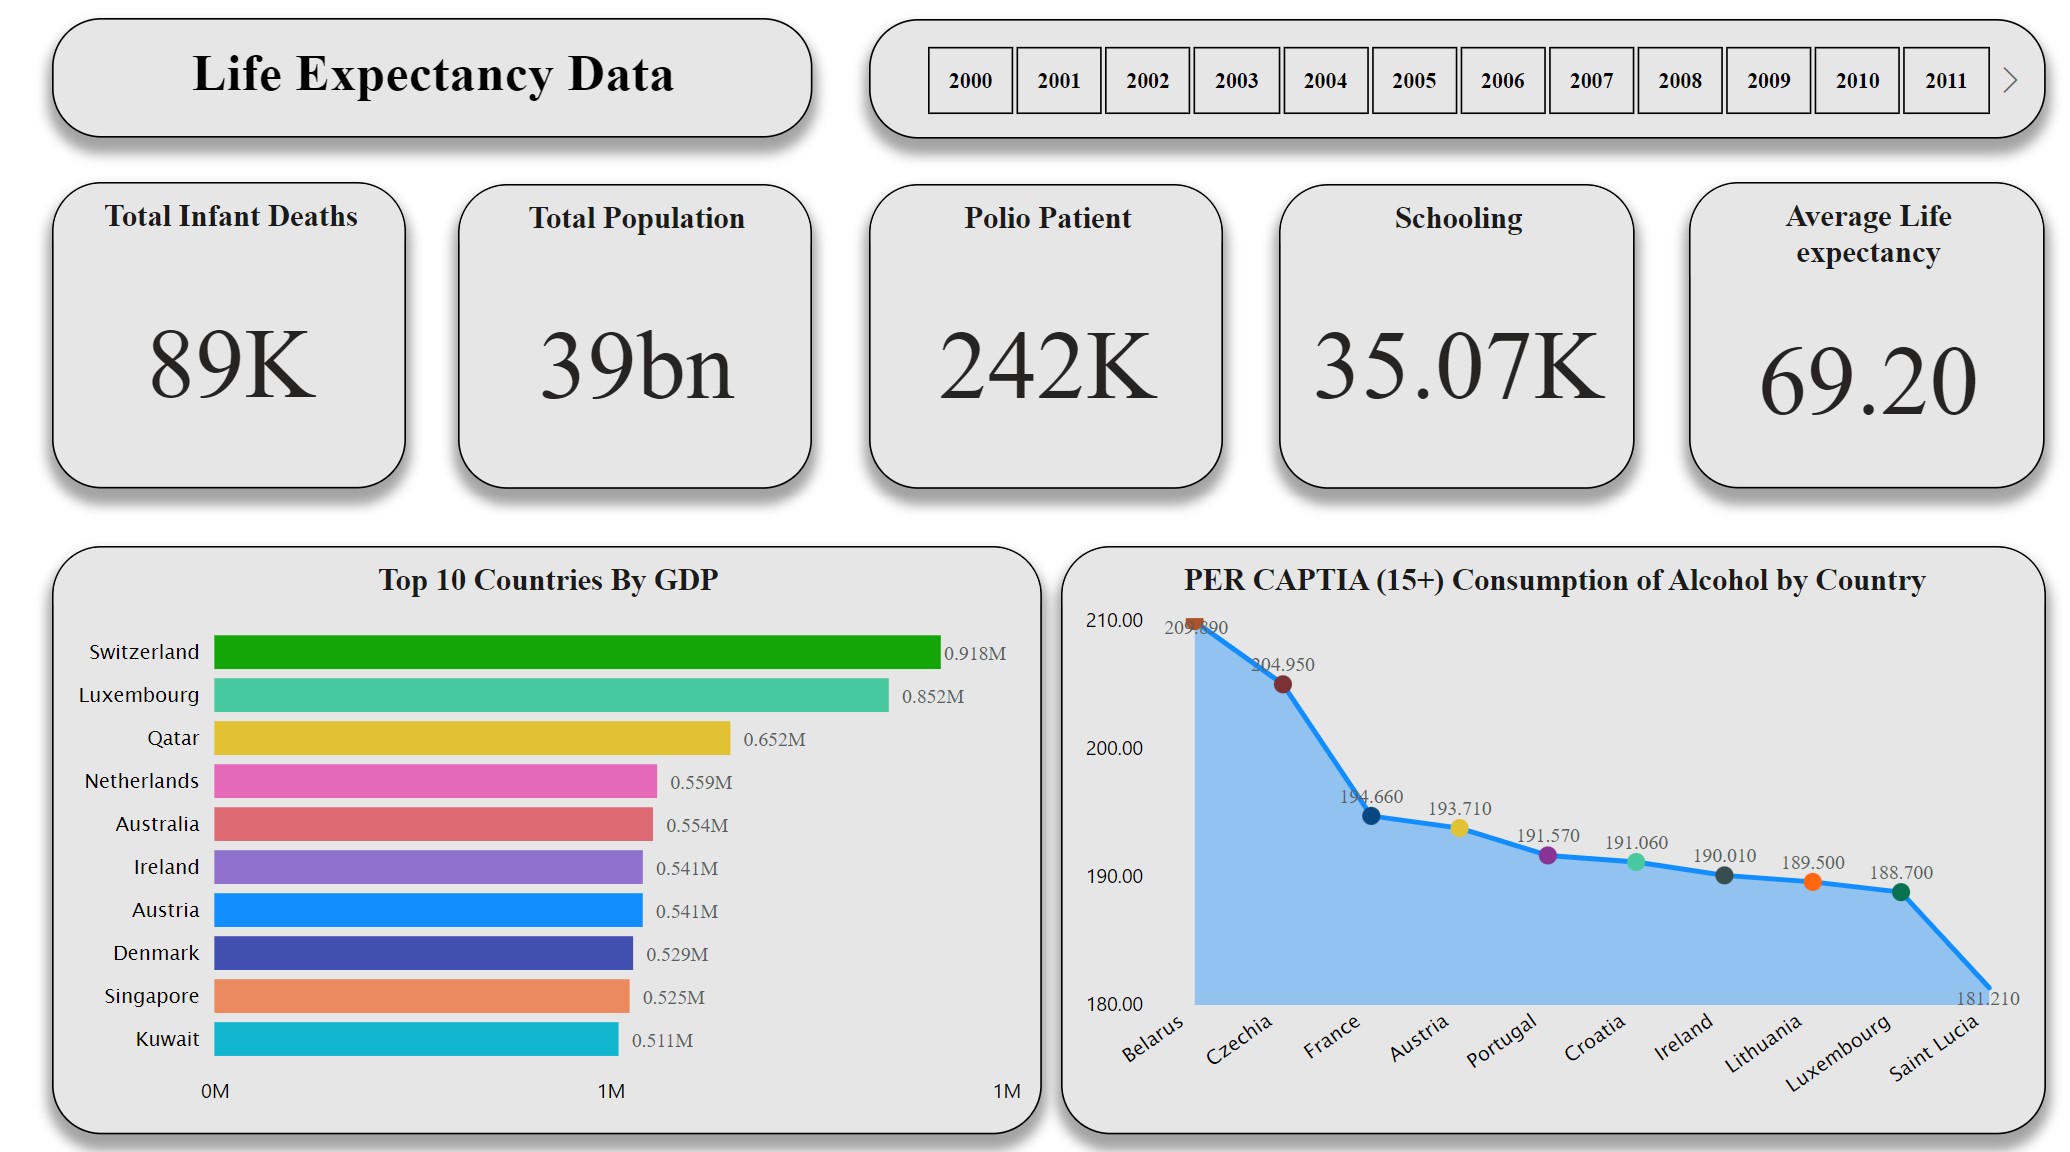 Life Expectancy Data
2000 2001 2002 2003 2004 2005 2006 2007 2008 2009 2010 2011
Total Infant Deaths
89K
Total Population
39bn
Polio Patient
242K
Schooling
35.07K
Average Life
expectancy
69.20
Top 10 Countries By GDP
Switzerland 0.918M
Luxembourg 0.852M
Qatar 0.652M
Netherlands 0.559M
Australia 0.554M
Ireland 0.541M
Austria 0.541M
Denmark 0.529M
Singapore 0.525M
Kuwait 0.511M
0M 1M 1M
PER CAPTIA (15+) Consumption of Alcohol by Country
210.00
200.00
190.00
180.00
209.890
204.950
194.660
193.710
191.570
191.060
190.010
189.500
188.700
181.210
Belarus
Czechia
France
Austria
Portugal
Croatia
Ireland
Lithuania
Luxembourg
Saint Lucia